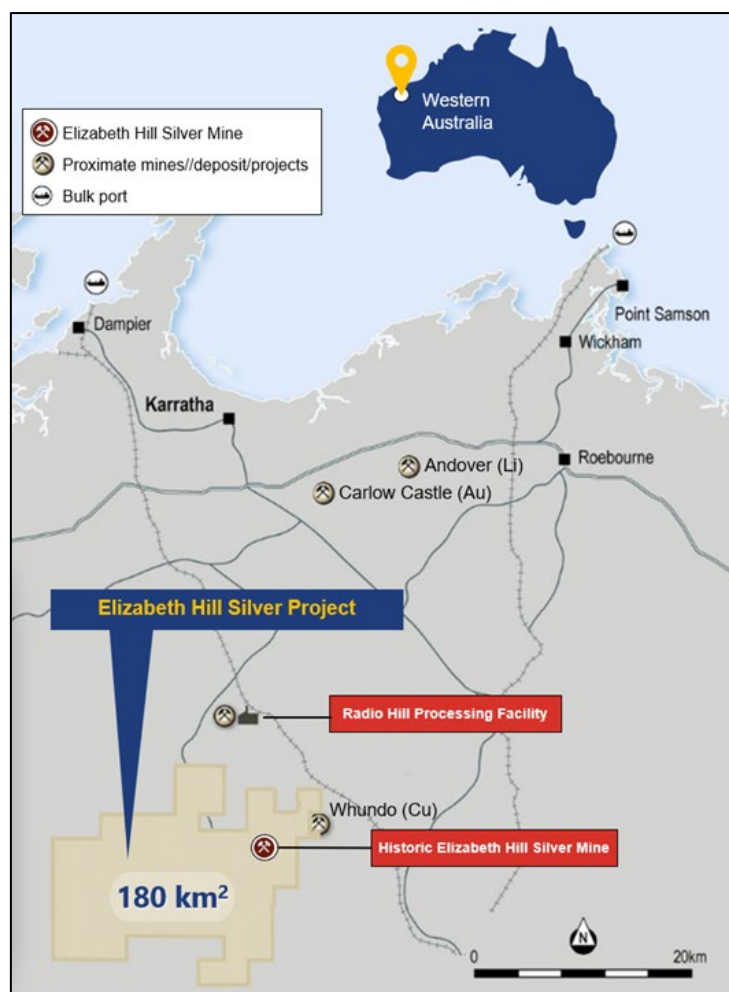 Western
Australia
Elizabeth Hill Silver Mine
Proximate mines//deposit/projects
Bulk port
Dampier
Point Samson
Wickham
Karratha
Roebourne
Andover (Li)
Carlow Castle (Au)
Elizabeth Hill Silver Project
Radio Hill Processing Facility
Whundo (Cu)
Historic Elizabeth Hill Silver Mine
180 km²
N
0 20km